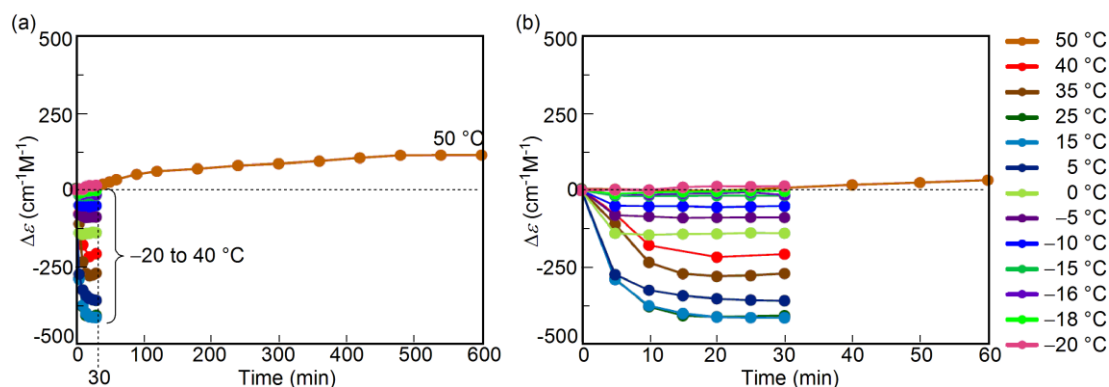 (a)
500
250
0
-250
-500
Δε (cm⁻¹M⁻¹)
50 °C
–20 to 40 °C
0 100 200 300 400 500 600
30
Time (min)
(b)
500
250
0
-250
-500
Δε (cm⁻¹M⁻¹)
0 10 20 30 40 50 60
Time (min)
50 °C
40 °C
35 °C
25 °C
15 °C
5 °C
0 °C
–5 °C
–10 °C
–15 °C
–16 °C
–18 °C
–20 °C